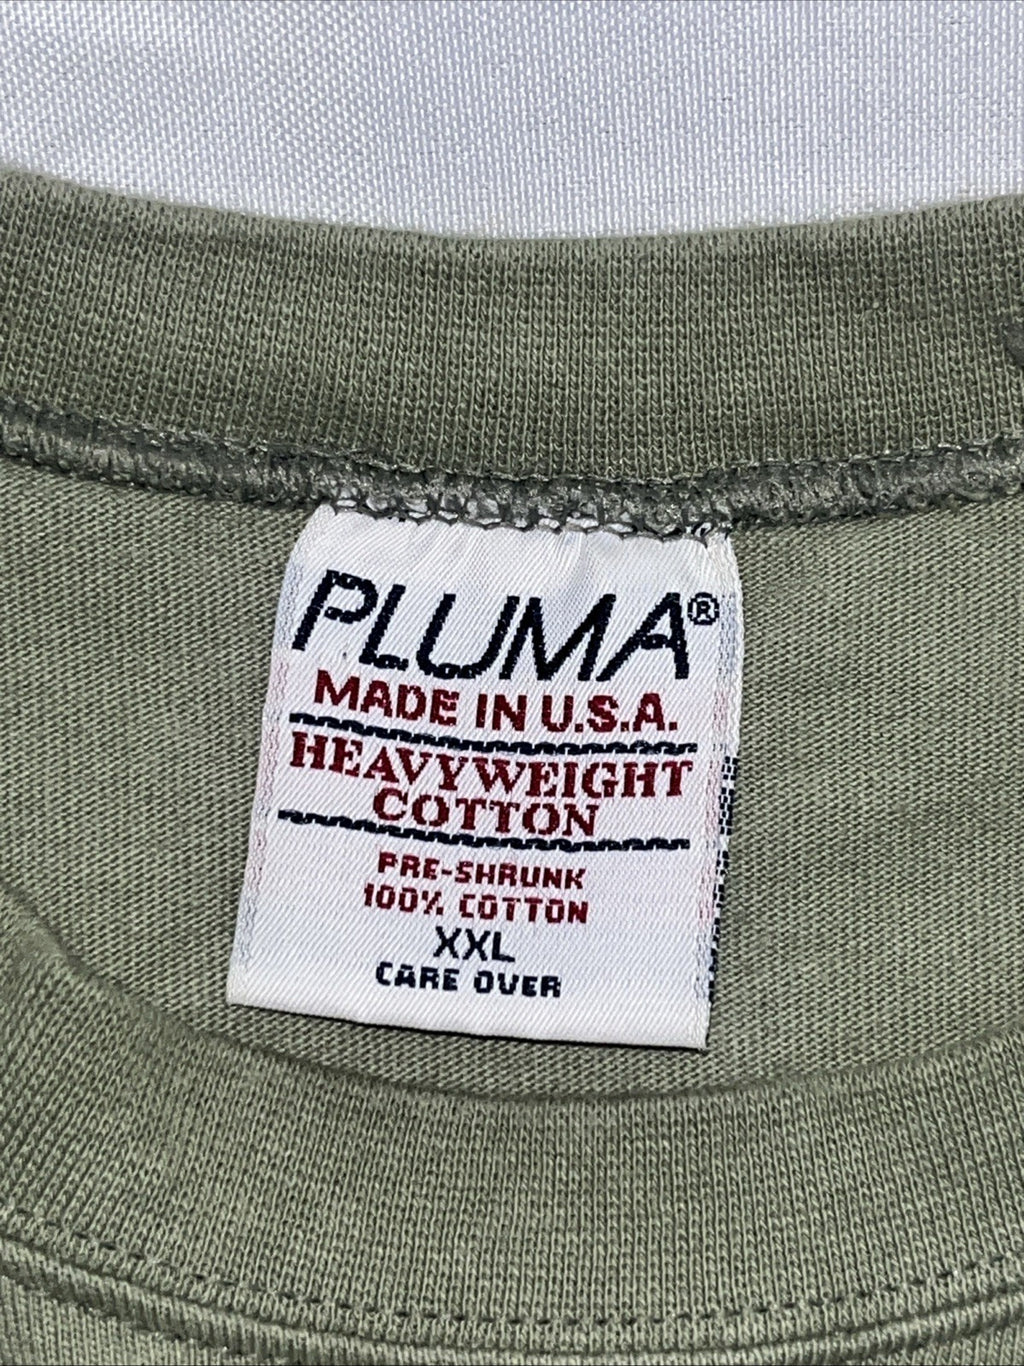 PLUMA®
MADE IN U.S.A.
HEAVYWEIGHT
COTTON
PRE-SHRUNK
100% COTTON
XXL
CARE OVER